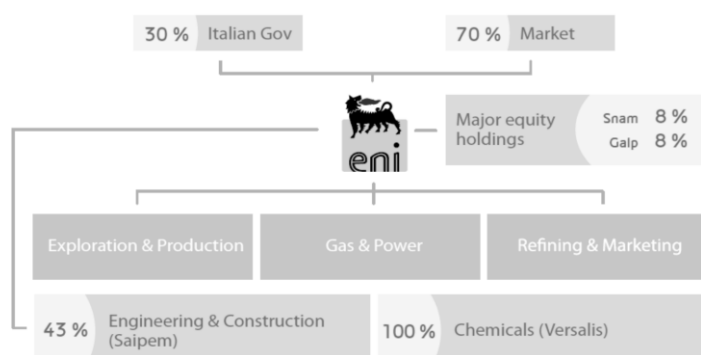 30 % Italian Gov
70 % Market
eni
Major equity holdings
Snam 8 %
Galp 8 %
Exploration & Production
Gas & Power
Refining & Marketing
43 % Engineering & Construction
(Saipem)
100 % Chemicals (Versalis)